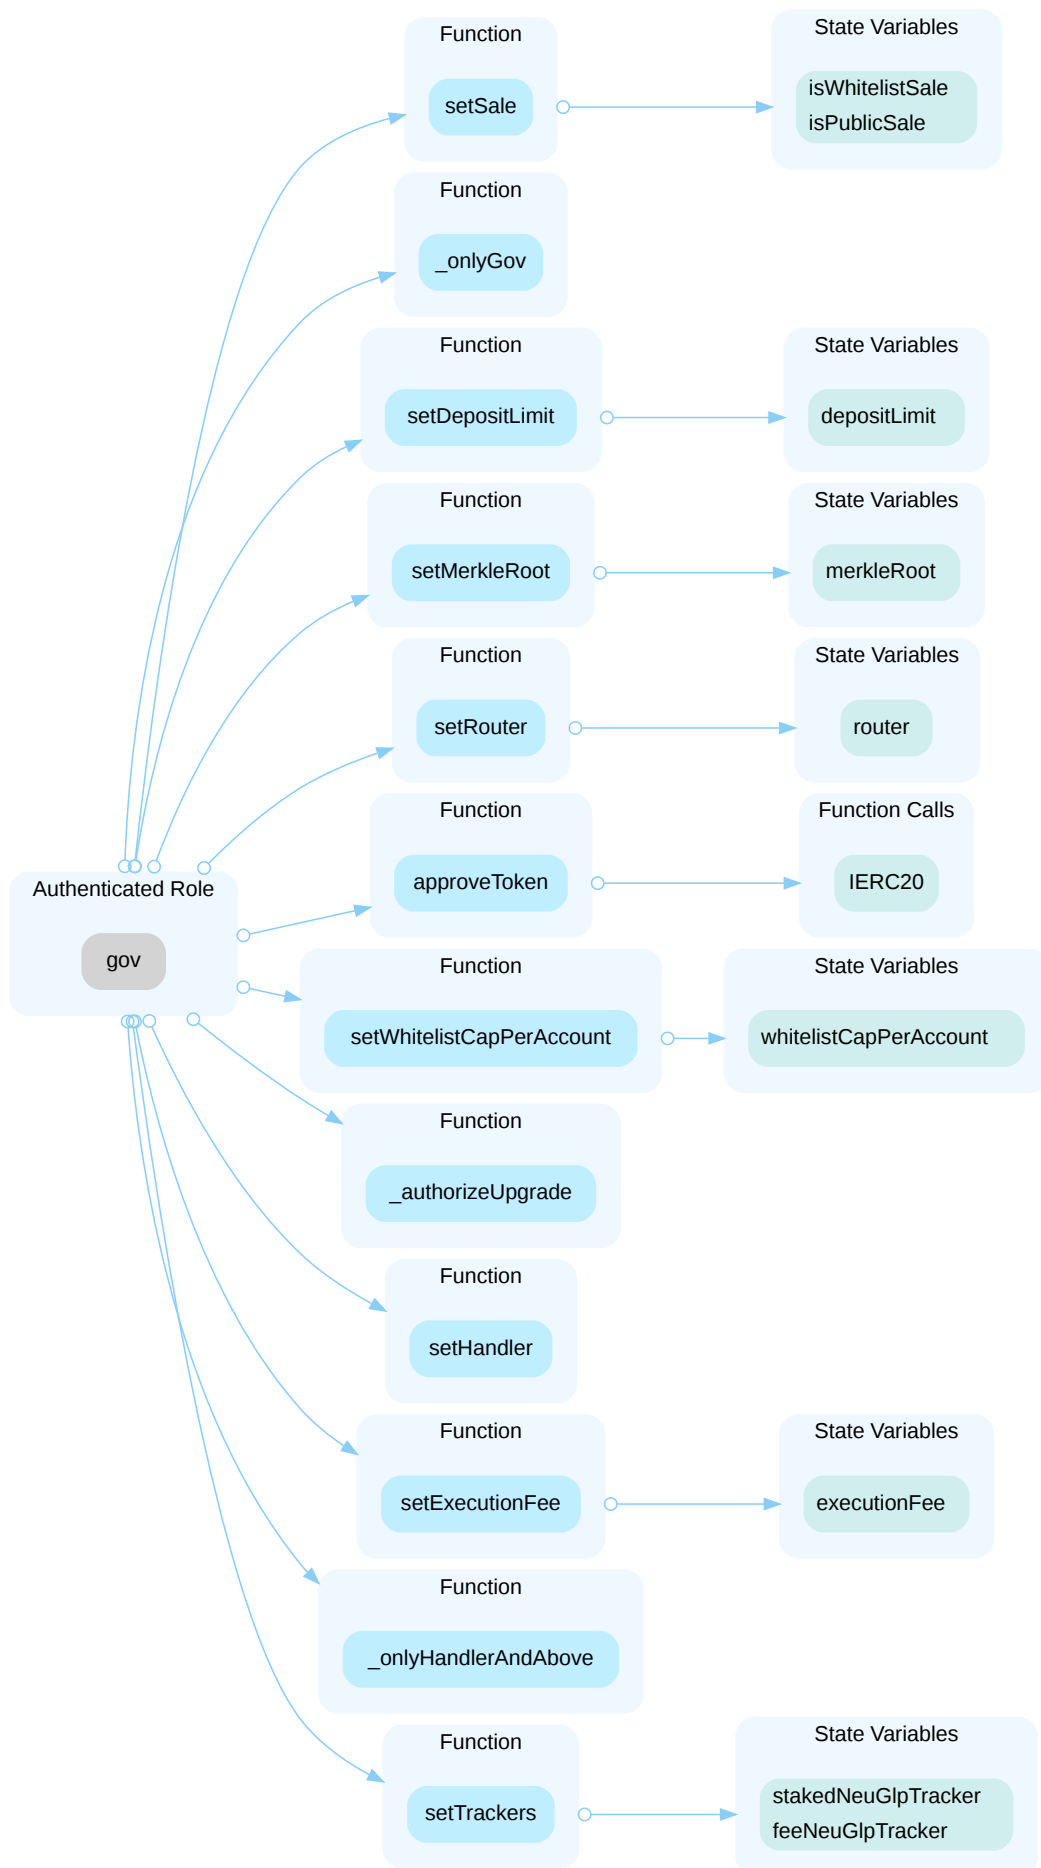 Function
setSale
State Variables
isWhitelistSale
isPublicSale
Function
_onlyGov
Function
setDepositLimit
State Variables
depositLimit
Function
setMerkleRoot
State Variables
merkleRoot
Function
setRouter
State Variables
router
Function
approveToken
Function Calls
IERC20
Authenticated Role
gov
Function
setWhitelistCapPerAccount
State Variables
whitelistCapPerAccount
Function
_authorizeUpgrade
Function
setHandler
Function
setExecutionFee
State Variables
executionFee
Function
_onlyHandlerAndAbove
Function
setTrackers
State Variables
stakedNeuGlpTracker
feeNeuGlpTracker